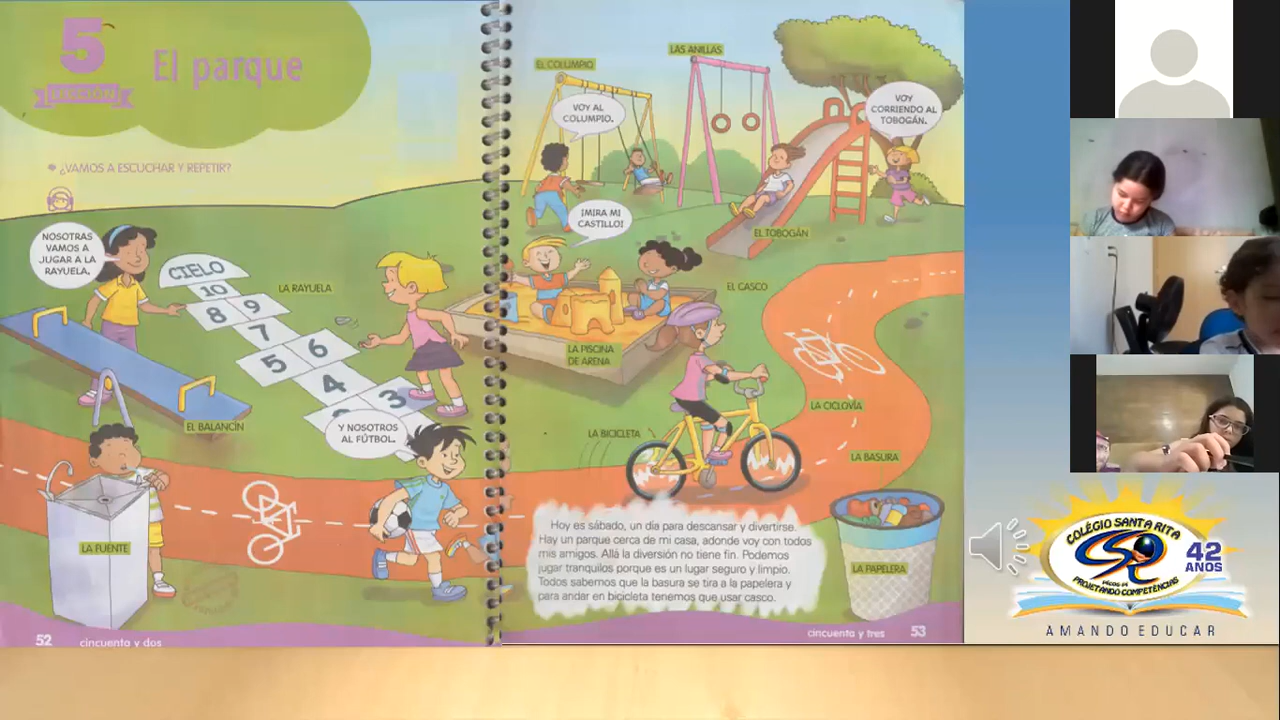 5
LECCIÓN
El parque
¿VAMOS A ESCUCHAR Y REPETIR?
NOSOTRAS
VAMOS A
JUGAR A LA
RAYUELA.
CIELO
10
8 9
7
5 6
4
3
LA RAYUELA
EL BALANCÍN
Y NOSOTROS
AL FÚTBOL.
LA FUENTE
52 cincuenta y dos
EL COLUMPIO
LAS ANILLAS
VOY AL
COLUMPIO.
VOY
CORRIENDO AL
TOBOGÁN.
¡MIRA MI
CASTILLO!
EL TOBOGÁN
EL CASCO
LA PISCINA
DE ARENA
LA CICLOVÍA
LA BICICLETA
LA BASURA
Hoy es sábado, un día para descansar y divertirse.
Hay un parque cerca de mi casa, adonde voy con todos
mis amigos. Allá la diversión no tiene fin. Podemos
jugar tranquilos porque es un lugar seguro y limpio.
Todos sabemos que la basura se tira a la papelera y
para andar en bicicleta tenemos que usar casco.
LA PAPELERA
cincuenta y tres 53
COLÉGIO SANTA RITA
42
ANOS
PROJETANDO COMPETÊNCIAS
AMANDO EDUCAR